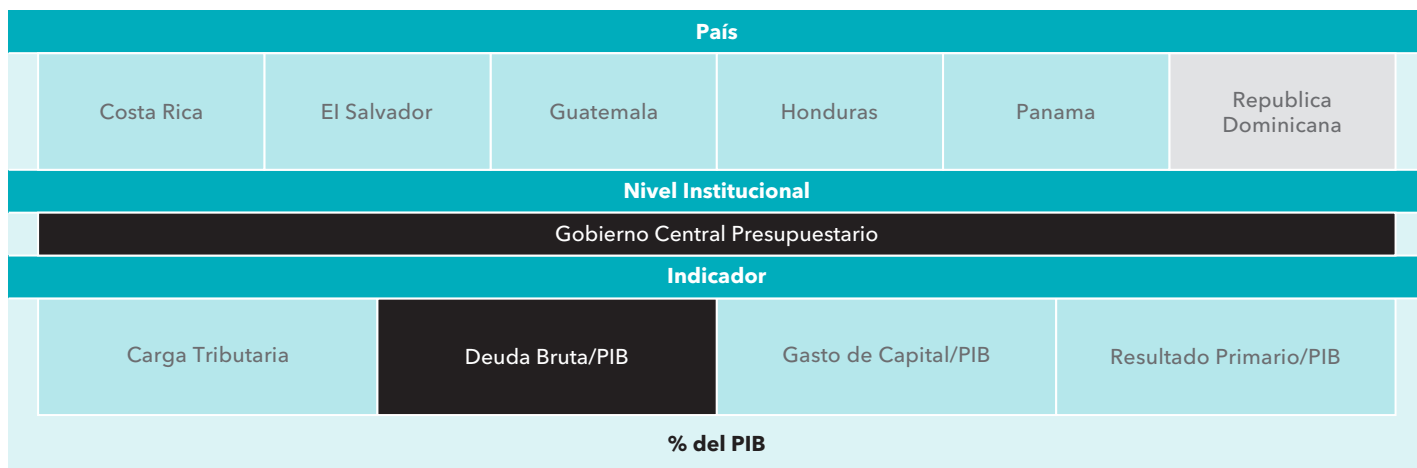 País
Costa Rica
El Salvador
Guatemala
Honduras
Panama
Republica
Dominicana
Nivel Institucional
Gobierno Central Presupuestario
Indicador
Carga Tributaria
Deuda Bruta/PIB
Gasto de Capital/PIB
Resultado Primario/PIB
% del PIB